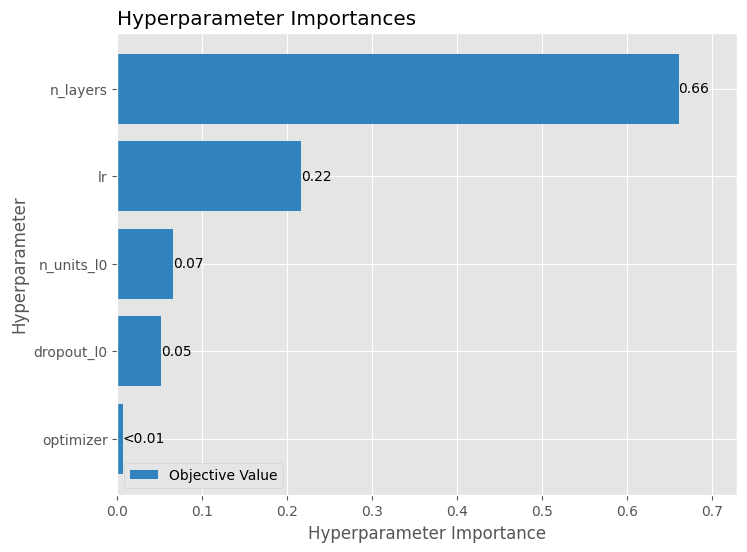 Hyperparameter Importances
n_layers
0.66
lr
0.22
n_units_l0
0.07
dropout_l0
0.05
optimizer
<0.01
Hyperparameter
Objective Value
0.0 0.1 0.2 0.3 0.4 0.5 0.6 0.7
Hyperparameter Importance